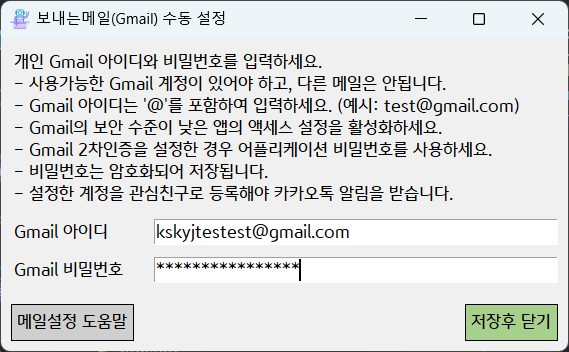 보내는메일(Gmail) 수동 설정
개인 Gmail 아이디와 비밀번호를 입력하세요.
- 사용가능한 Gmail 계정이 있어야 하고, 다른 메일은 안됩니다.
- Gmail 아이디는 '@'를 포함하여 입력하세요. (예시: test@gmail.com)
- Gmail의 보안 수준이 낮은 앱의 액세스 설정을 활성화하세요.
- Gmail 2차인증을 설정한 경우 어플리케이션 비밀번호를 사용하세요.
- 비밀번호는 암호화되어 저장됩니다.
- 설정한 계정을 관심친구로 등록해야 카카오톡 알림을 받습니다.
Gmail 아이디 kskyjtestest@gmail.com
Gmail 비밀번호 ****************
메일설정 도움말 저장후 닫기